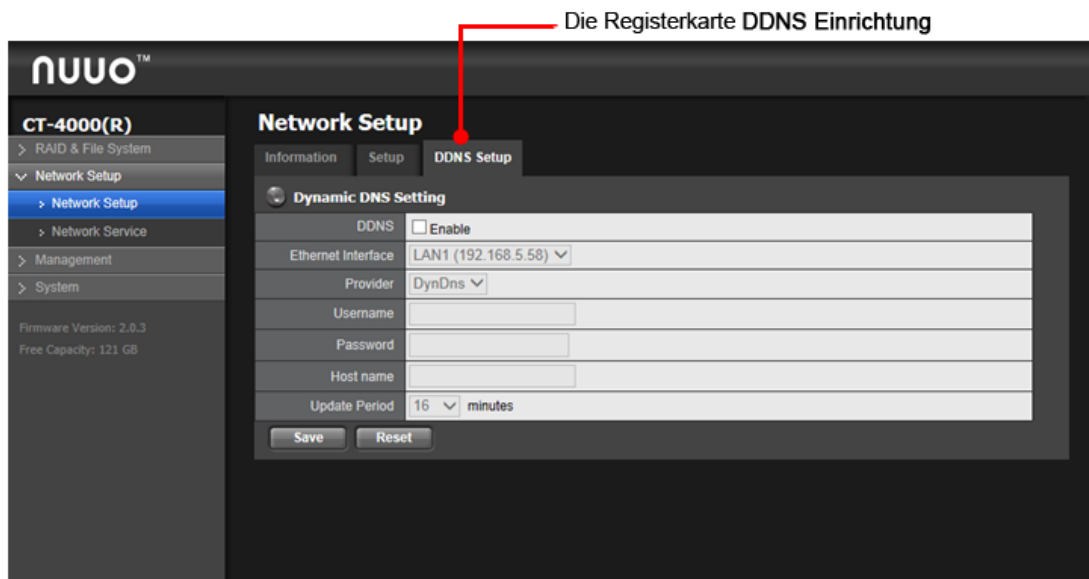 Die Registerkarte DDNS Einrichtung
nuuo™
CT-4000(R)
> RAID & File System
Network Setup
> Network Setup
> Network Service
> Management
> System
Firmware Version: 2.0.3
Free Capacity: 121 GB
Network Setup
Information Setup DDNS Setup
Dynamic DNS Setting
DDNS Enable
Ethernet Interface LAN1 (192.168.5.58)
Provider DynDns
Username
Password
Host name
Update Period 16 minutes
Save Reset